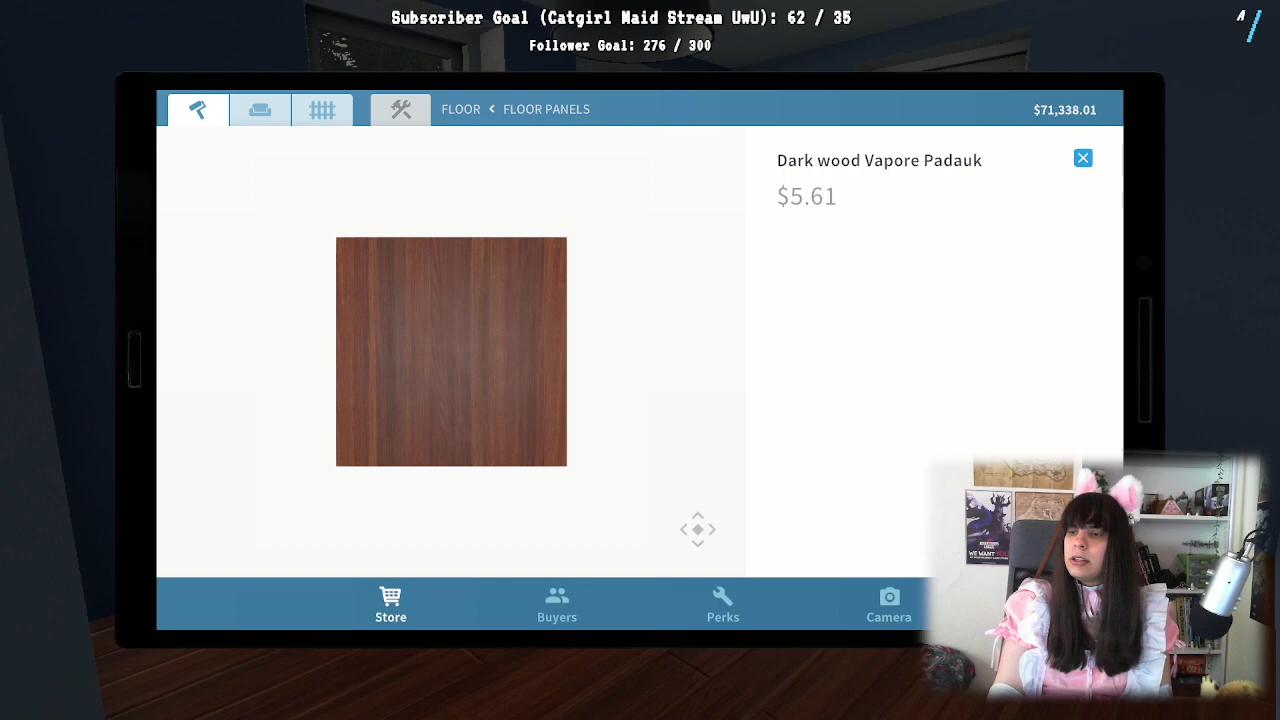 Subscriber Goal (Catgirl Maid Stream UwU): 62 / 35
Follower Goal: 276 / 300
FLOOR < FLOOR PANELS
$71,338.01
Dark wood Vapore Padauk
$5.61
WE WANT YOU
Store
Buyers
Perks
Camera